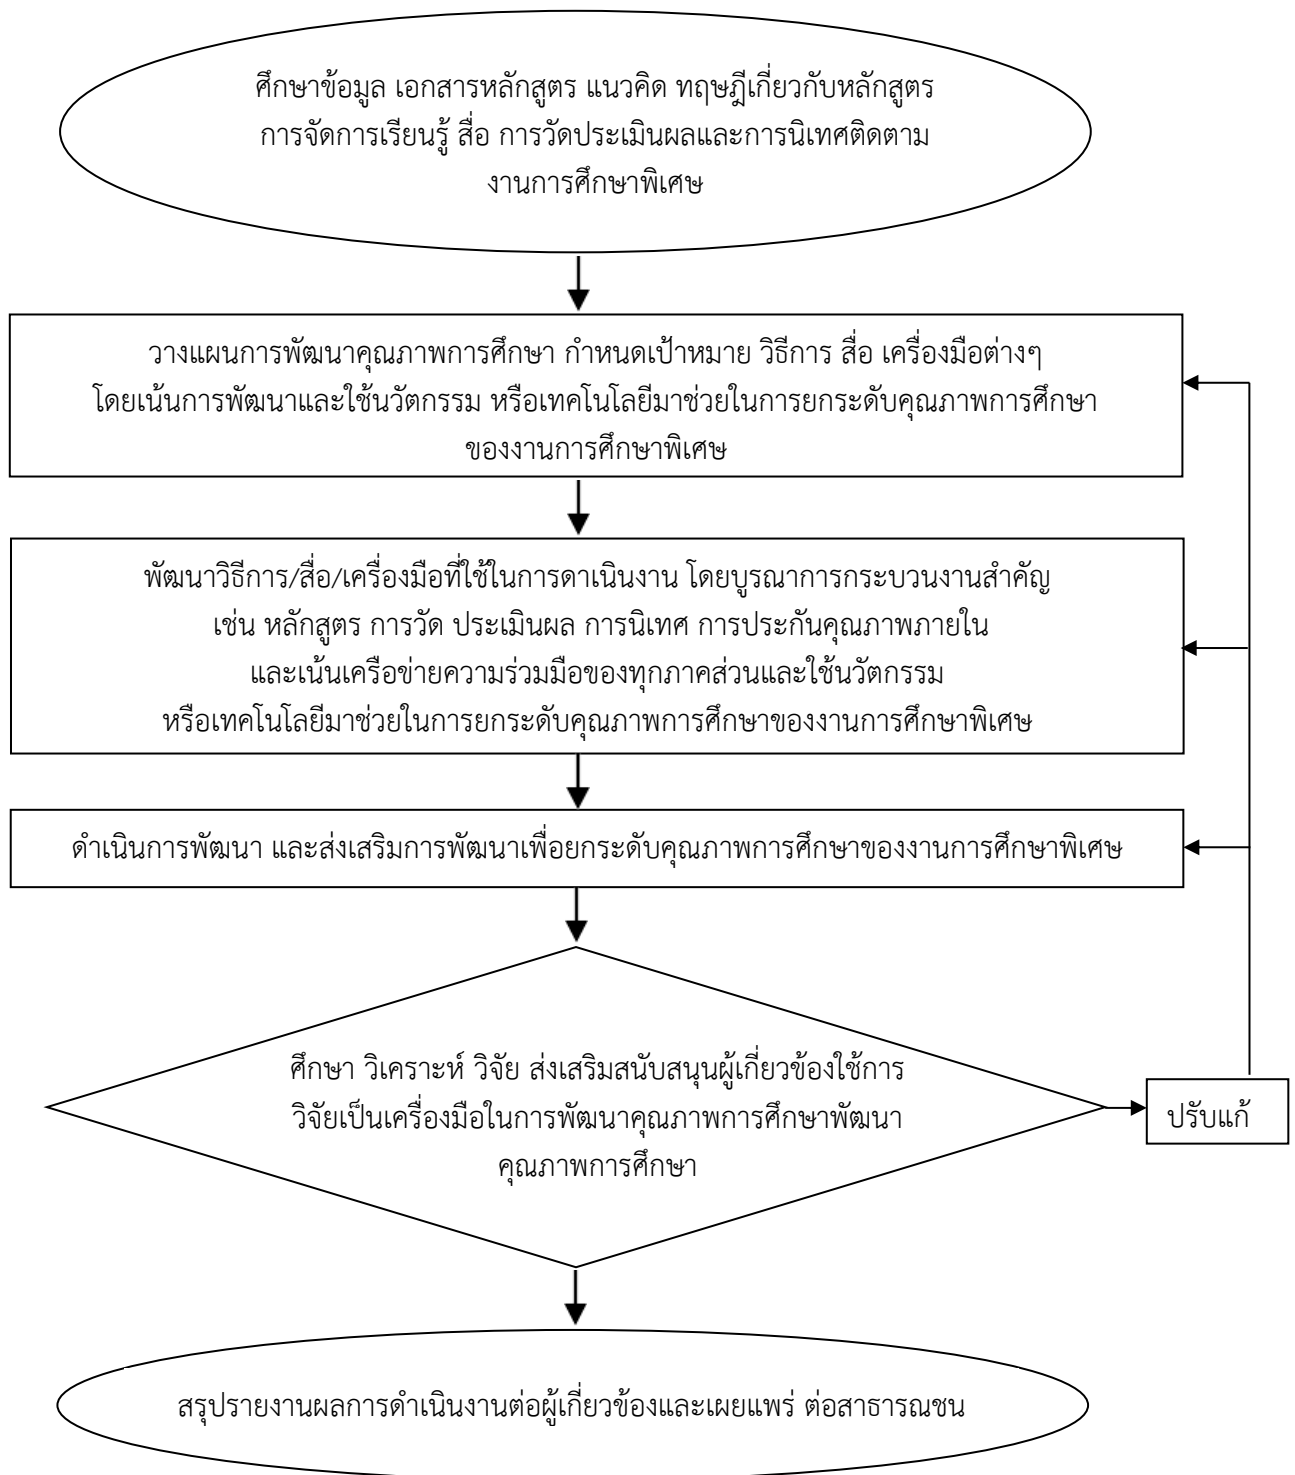 ศึกษาข้อมูล เอกสารหลักสูตร แนวคิด ทฤษฎีเกี่ยวกับหลักสูตร
การจัดการเรียนรู้ สื่อ การวัดประเมินผลและการนิเทศติดตาม
งานการศึกษาพิเศษ
วางแผนการพัฒนาคุณภาพการศึกษา กำหนดเป้าหมาย วิธีการ สื่อ เครื่องมือต่างๆ
โดยเน้นการพัฒนาและใช้นวัตกรรม หรือเทคโนโลยีมาช่วยในการยกระดับคุณภาพการศึกษา
ของงานการศึกษาพิเศษ
พัฒนาวิธีการ/สื่อ/เครื่องมือที่ใช้ในการดาเนินงาน โดยบูรณาการกระบวนงานสำคัญ
เช่น หลักสูตร การวัด ประเมินผล การนิเทศ การประกันคุณภาพภายใน
และเน้นเครือข่ายความร่วมมือของทุกภาคส่วนและใช้นวัตกรรม
หรือเทคโนโลยีมาช่วยในการยกระดับคุณภาพการศึกษาของงานการศึกษาพิเศษ
ดำเนินการพัฒนา และส่งเสริมการพัฒนาเพื่อยกระดับคุณภาพการศึกษาของงานการศึกษาพิเศษ
ศึกษา วิเคราะห์ วิจัย ส่งเสริมสนับสนุนผู้เกี่ยวข้องใช้การ
วิจัยเป็นเครื่องมือในการพัฒนาคุณภาพการศึกษาพัฒนา
คุณภาพการศึกษา
ปรับแก้
สรุปรายงานผลการดำเนินงานต่อผู้เกี่ยวข้องและเผยแพร่ ต่อสาธารณชน